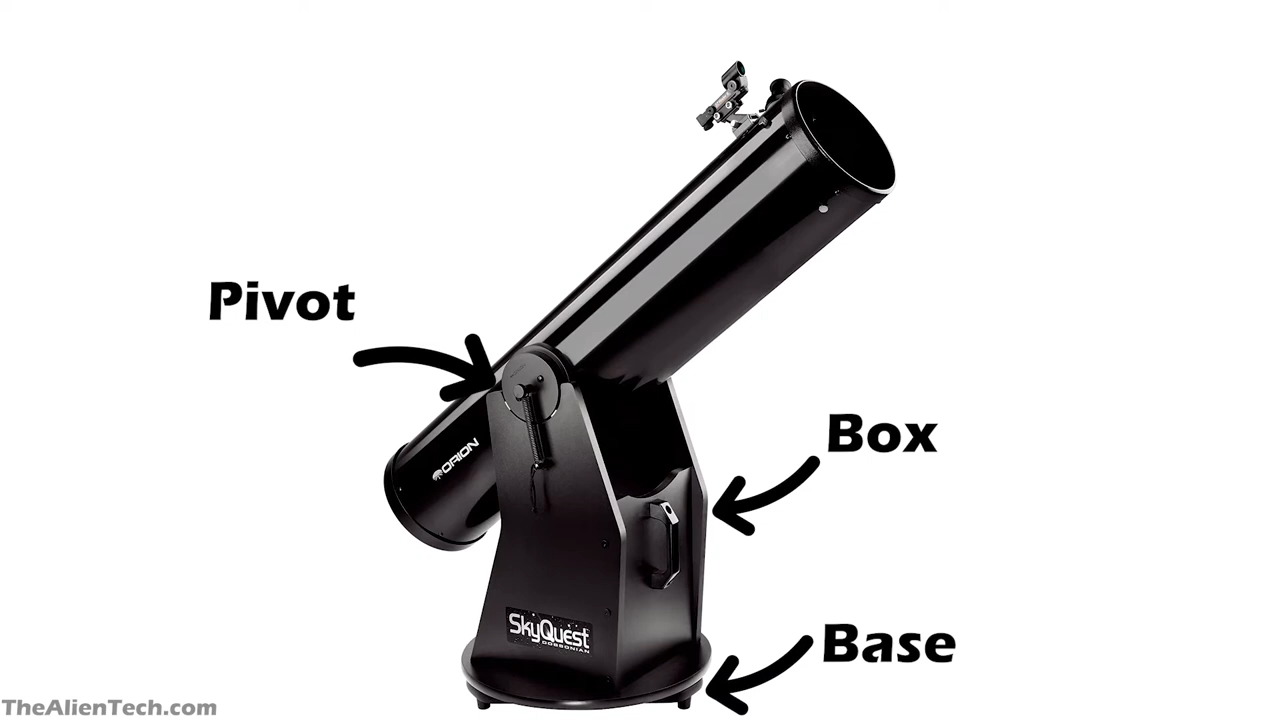 Pivot
ORION
Box
SkyQuest
DOBSONIAN
Base
TheAlienTech.com